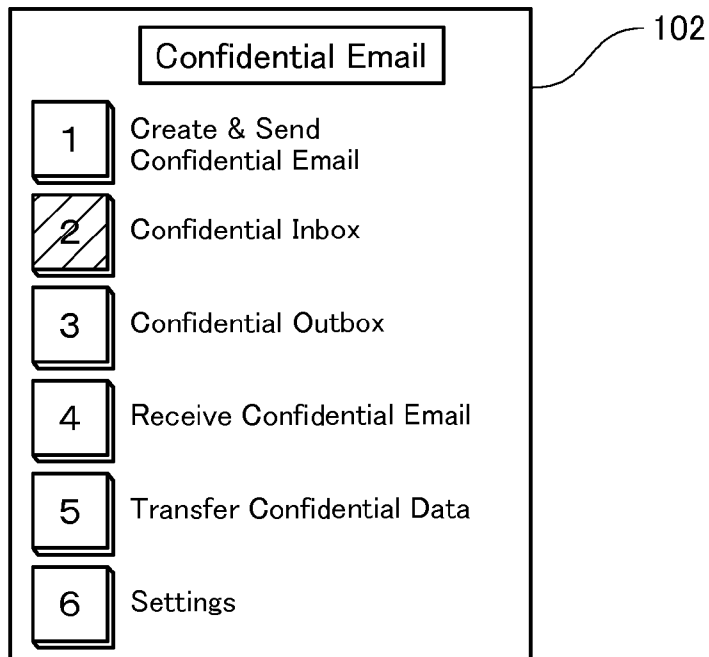 Confidential Email
102
1 Create & Send
Confidential Email
2 Confidential Inbox
3 Confidential Outbox
4 Receive Confidential Email
5 Transfer Confidential Data
6 Settings